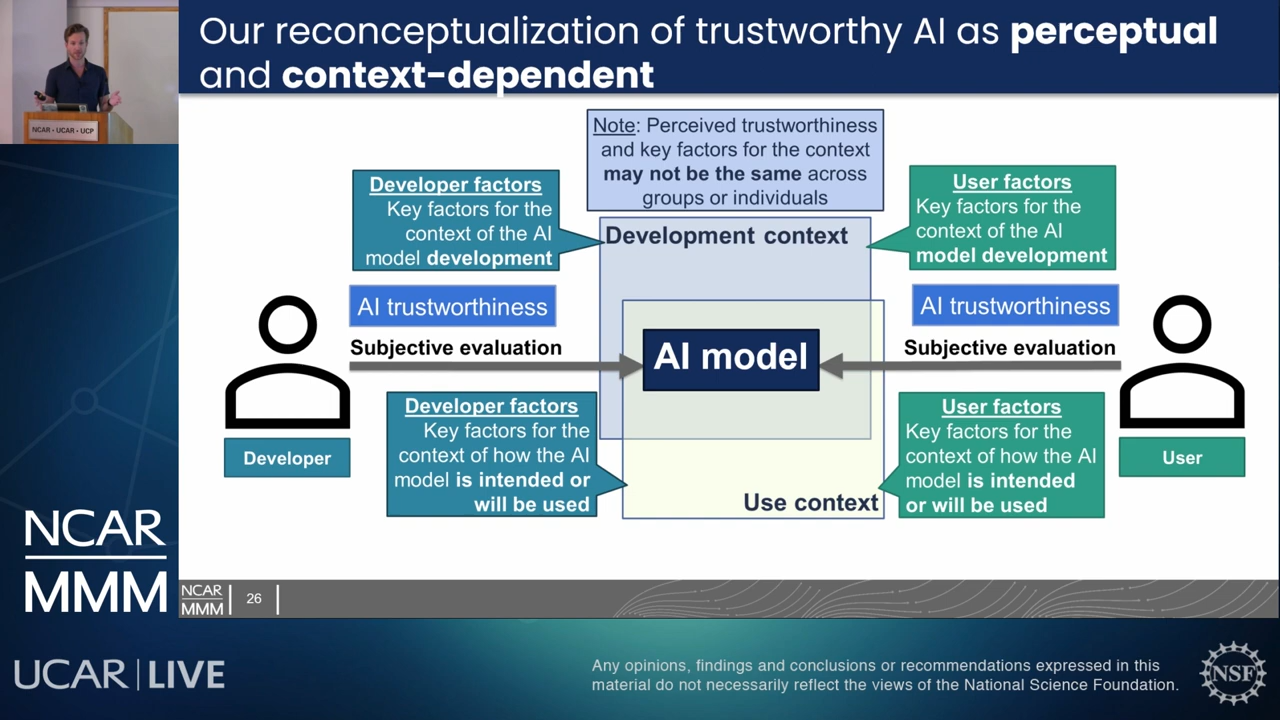 Our reconceptualization of trustworthy AI as perceptual
and context-dependent
NCAR • UCAR • UCP
Note: Perceived trustworthiness
and key factors for the context
may not be the same across
groups or individuals
Developer factors
Key factors for the
context of the AI
model development
User factors
Key factors for the
context of the AI
model development
Development context
AI trustworthiness
AI trustworthiness
Subjective evaluation
Subjective evaluation
AI model
Developer factors
Key factors for the
context of how the AI
model is intended or
will be used
User factors
Key factors for the
context of how the AI
model is intended
or will be used
Developer
User
Use context
NCAR
MMM
NCAR
MMM
26
UCAR | LIVE
Any opinions, findings and conclusions or recommendations expressed in this
material do not necessarily reflect the views of the National Science Foundation.
NSF